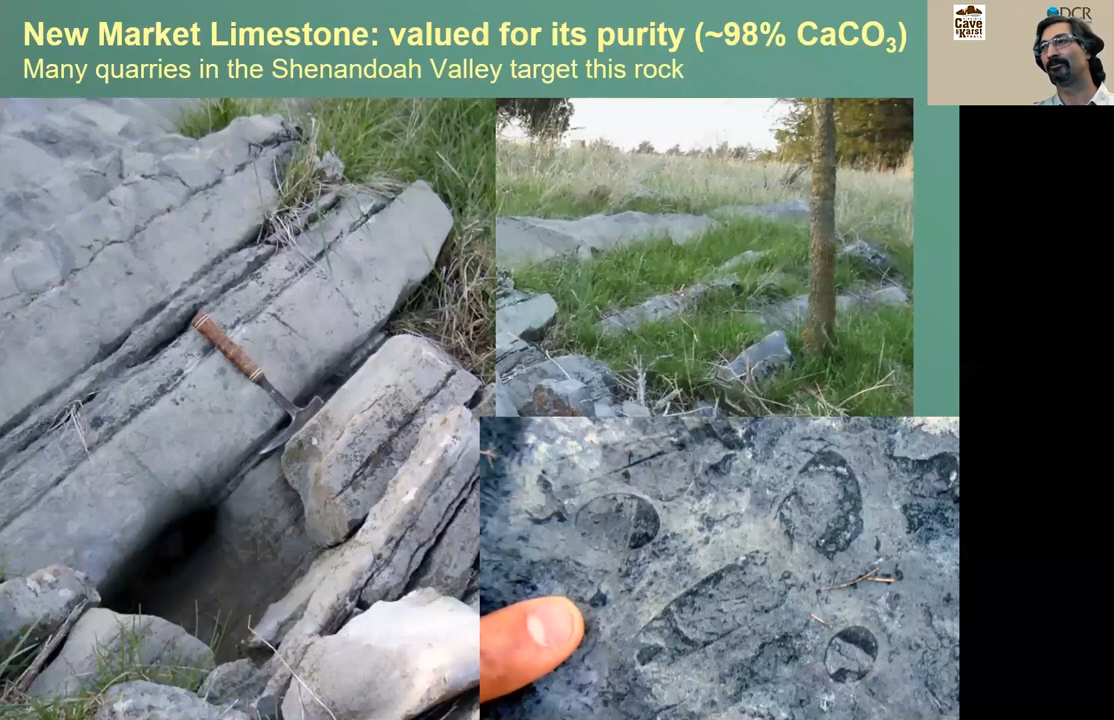 New Market Limestone: valued for its purity (~98% CaCO₃)
Many quarries in the Shenandoah Valley target this rock
Cave
& Karst
DCR